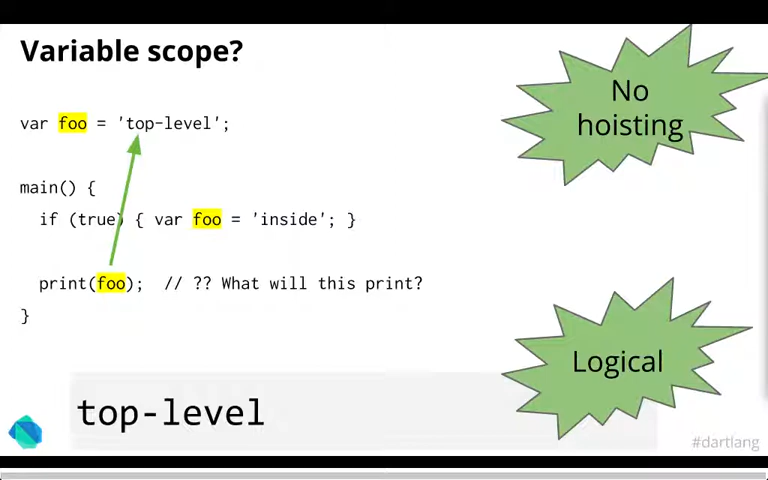 Variable scope?
No
hoisting
var foo = 'top-level';
main() {
if (true) { var foo = 'inside'; }
print(foo); // ?? What will this print?
}
Logical
top-level
#dartlang